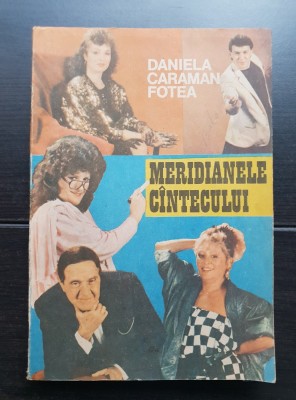 DANIELA
CARAMAN
FOTEA
MERIDIANELE
CÎNTECULUI